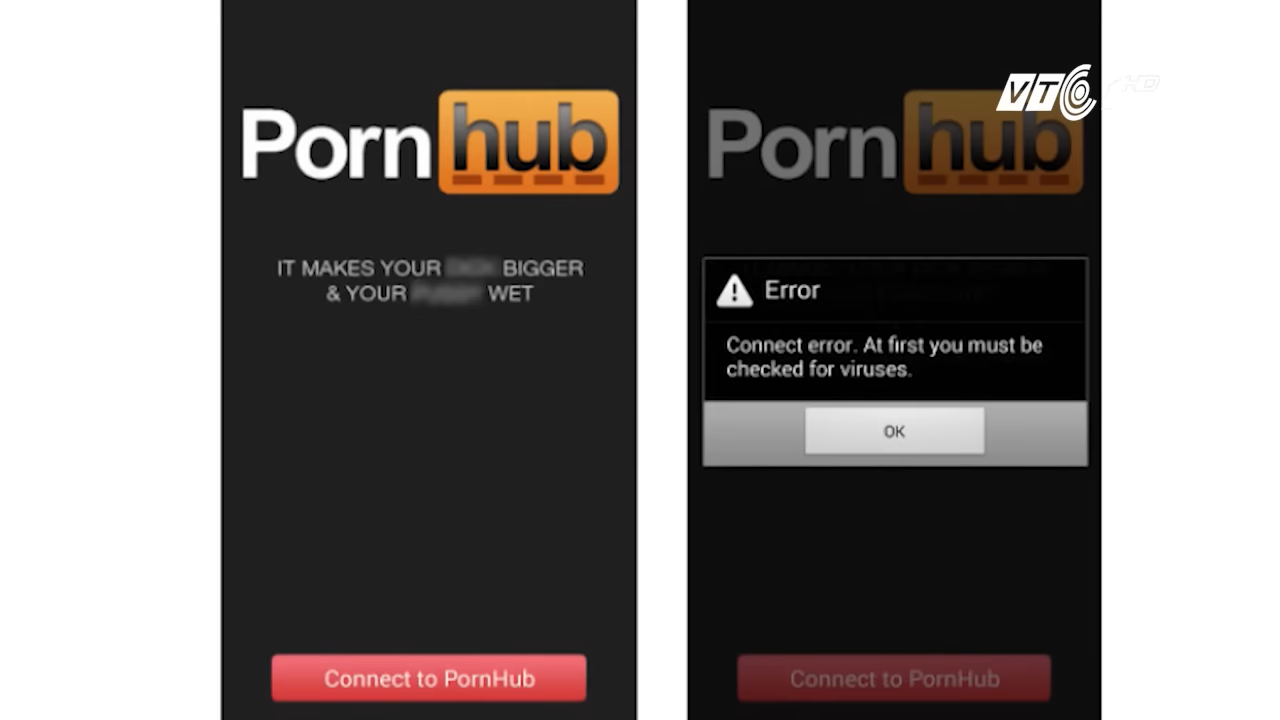 Pornhub
IT MAKES YOUR BIGGER
& YOUR WET
Connect to PornHub
VTC HD
Pornhub
Error
Connect error. At first you must be
checked for viruses.
OK
Connect to PornHub